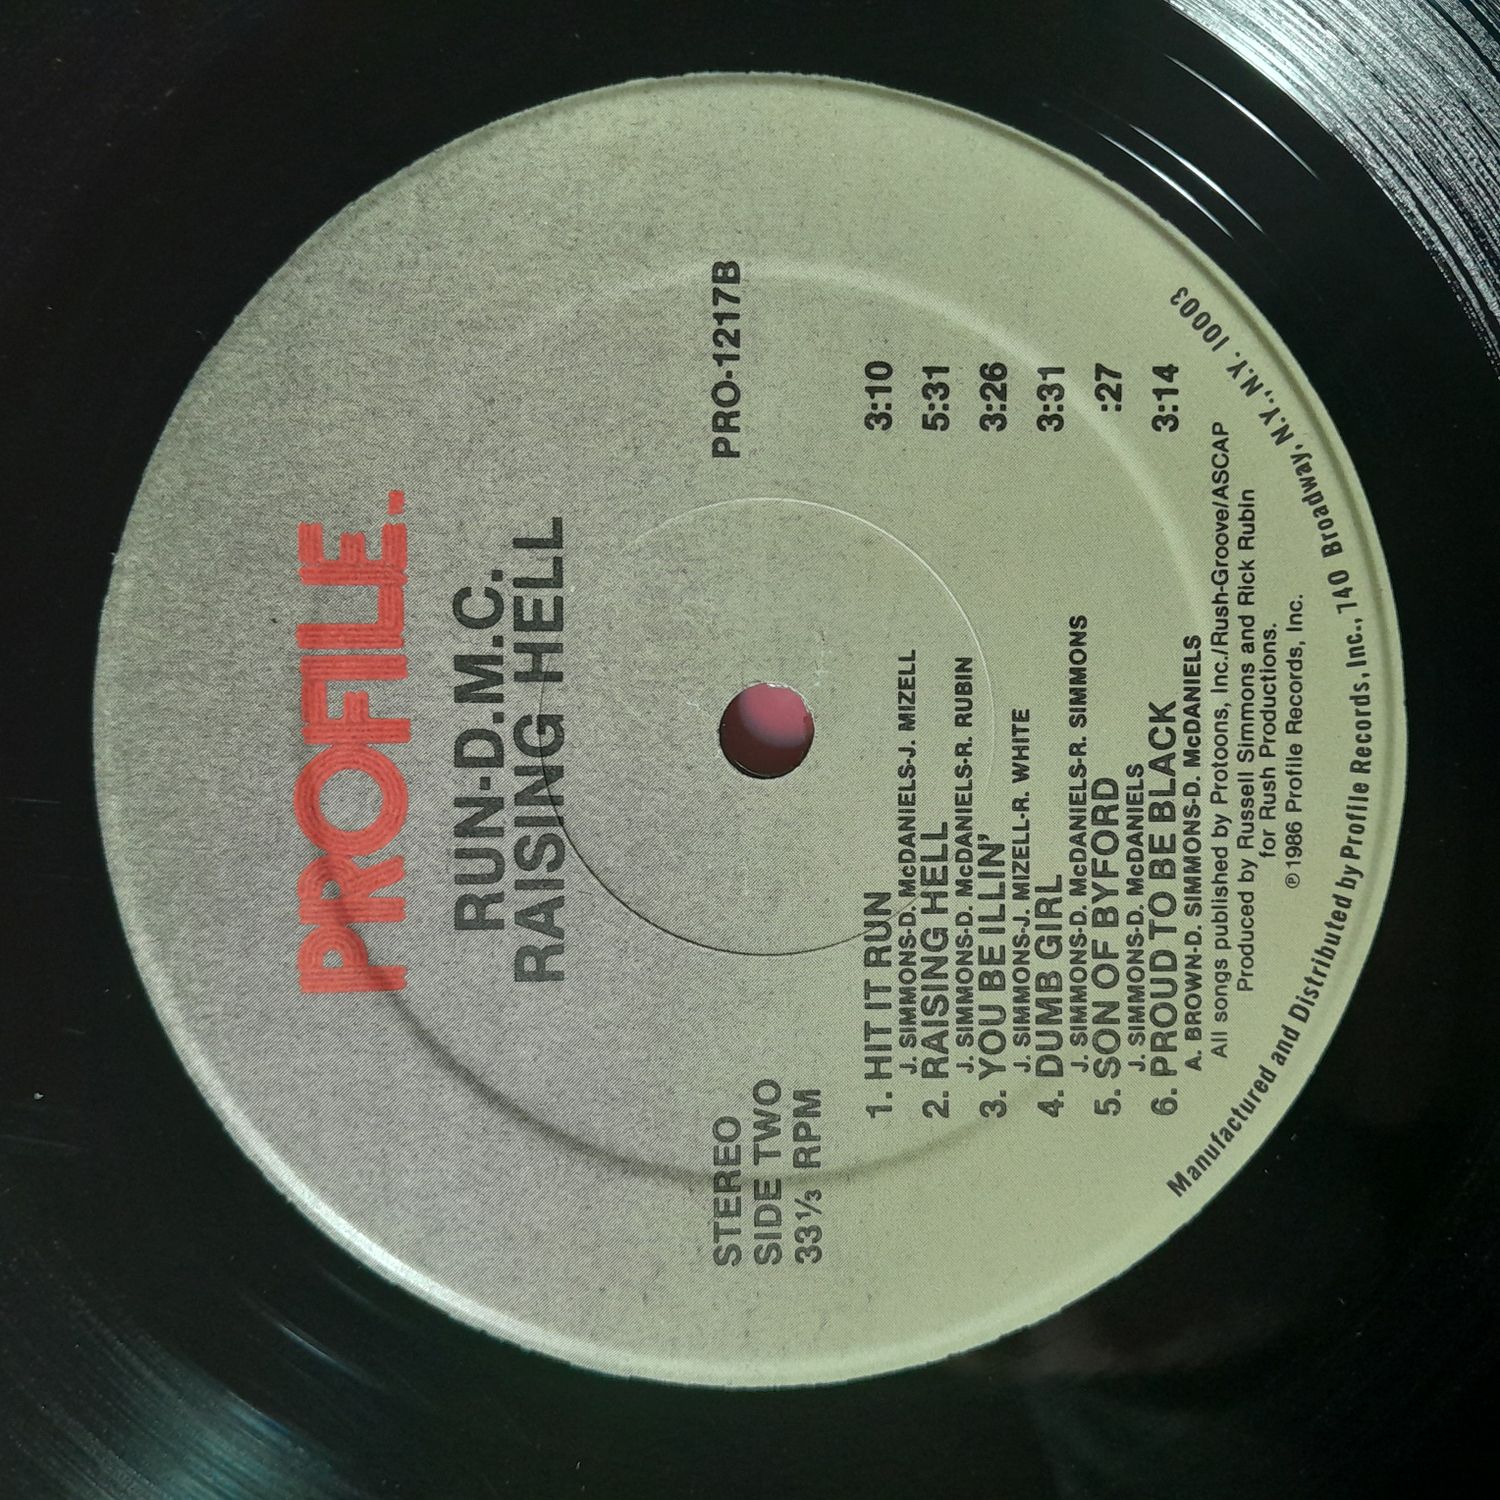 PROFILE.
RUN-D.M.C.
RAISING HELL
STEREO
SIDE TWO
33⅓ RPM
PRO-1217B
1. HIT IT RUN 3:10
J. SIMMONS-D. McDANIELS-J. MIZELL
2. RAISING HELL 5:31
J. SIMMONS-D. McDANIELS-R. RUBIN
3. YOU BE ILLIN' 3:26
J. SIMMONS-J. MIZELL-R. WHITE
4. DUMB GIRL 3:31
J. SIMMONS-D. McDANIELS-R. SIMMONS
5. SON OF BYFORD :27
J. SIMMONS-D. McDANIELS
6. PROUD TO BE BLACK 3:14
A. BROWN-D. SIMMONS-D. McDANIELS
All songs published by Protoons, Inc./Rush-Groove/ASCAP
Produced by Russell Simmons and Rick Rubin
for Rush Productions.
℗1986 Profile Records, Inc.
Manufactured and Distributed by Profile Records, Inc., 740 Broadway, N.Y., N.Y. 10003